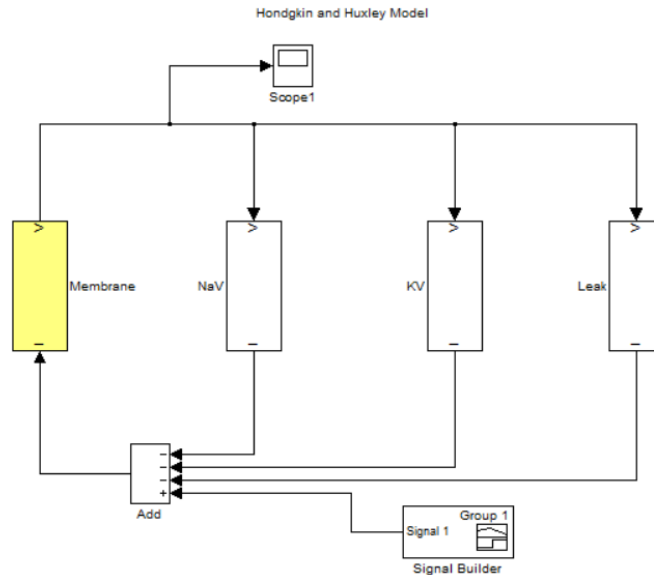 Hondgkin and Huxley Model
Scope1
V
V
V
V
Membrane
NaV
KV
Leak
I
I
I
I
−
−
−
+
Add
Group 1
Signal 1
Signal Builder